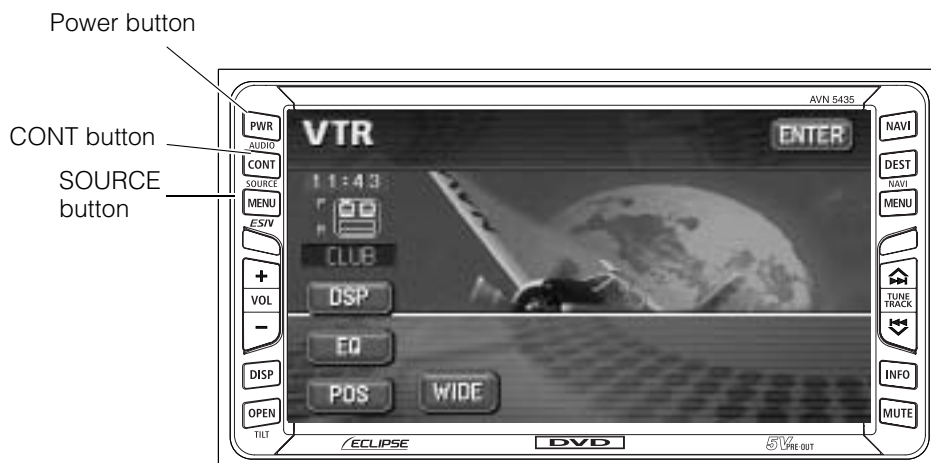 Power button
CONT button
SOURCE
button
AVN 5435
PWR
AUDIO
CONT
SOURCE
MENU
ESN
+
VOL
−
DISP
OPEN
TILT
VTR
ENTER
11:43
F
R
CLUB
DSP
EQ
POS
WIDE
NAVI
DEST
NAVI
MENU
TUNE
TRACK
INFO
MUTE
ECLIPSE
DVD
5V PRE-OUT